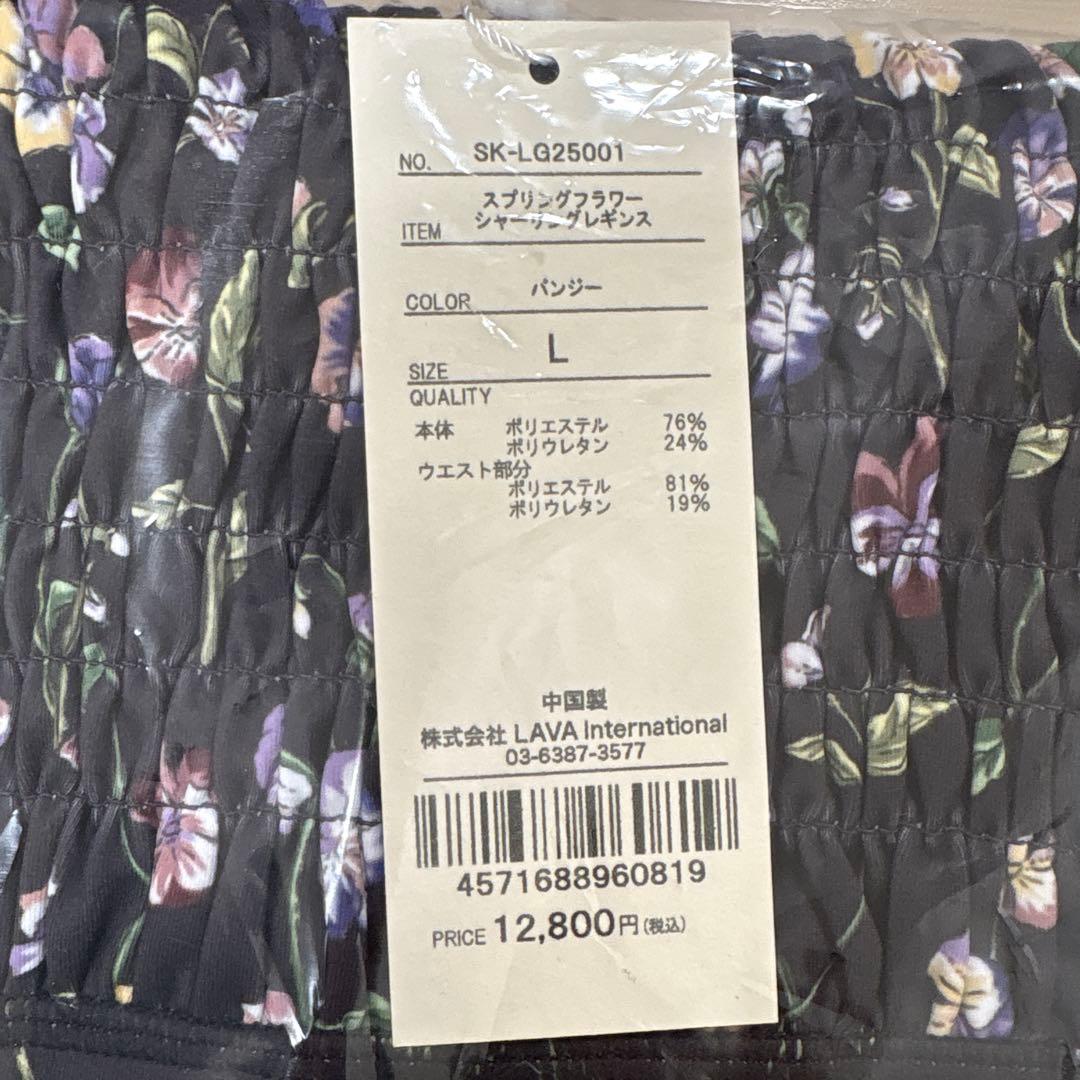 NO. SK-LG25001
スプリングフラワー
ITEM シャーリングレギンス
COLOR パンジー
SIZE L
QUALITY
本体 ポリエステル 76%
ポリウレタン 24%
ウエスト部分
ポリエステル 81%
ポリウレタン 19%
中国製
株式会社 LAVA International
03-6387-3577
4571688960819
PRICE 12,800円(税込)